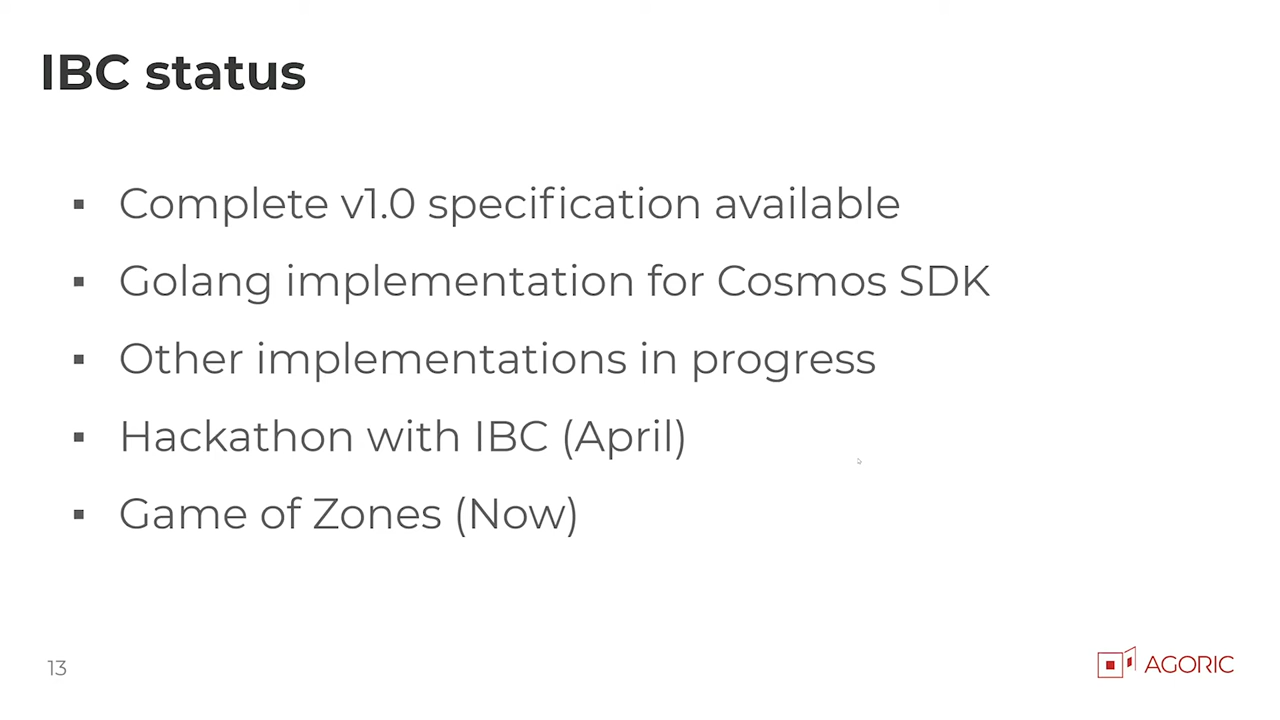 IBC status
▪ Complete v1.0 specification available
▪ Golang implementation for Cosmos SDK
▪ Other implementations in progress
▪ Hackathon with IBC (April)
▪ Game of Zones (Now)
13
AGORIC